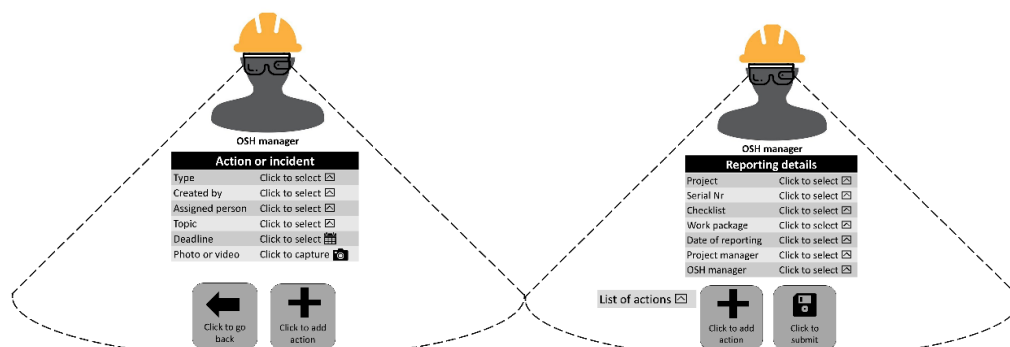 OSH manager
Action or incident
Type Click to select
Created by Click to select
Assigned person Click to select
Topic Click to select
Deadline Click to select
Photo or video Click to capture
Click to go
back
Click to add
action
OSH manager
Reporting details
Project Click to select
Serial Nr Click to select
Checklist Click to select
Work package Click to select
Date of reporting Click to select
Project manager Click to select
OSH manager Click to select
List of actions
Click to add
action
Click to
submit